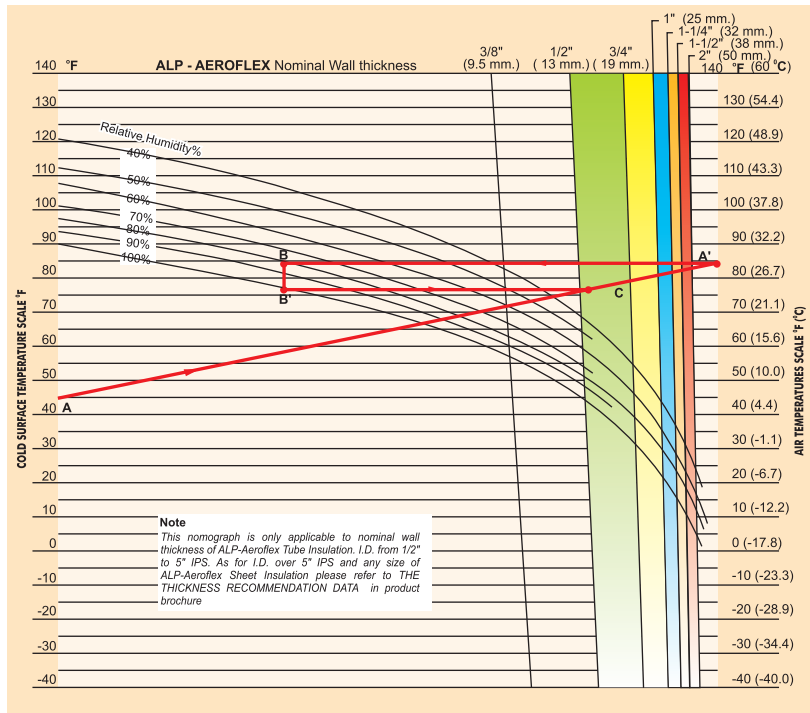 1" (25 mm.)
1-1/4" (32 mm.)
1-1/2" (38 mm.)
2" (50 mm.)
3/8" 1/2" 3/4"
(9.5 mm.) ( 13 mm.) ( 19 mm.)
140 °F ALP - AEROFLEX Nominal Wall thickness 140 °F (60 °C)
130 130 (54.4)
120 120 (48.9)
Relative Humidity%
40%
110 110 (43.3)
50%
60%
100 100 (37.8)
70%
80%
90 90 (32.2)
90%
100%
B A'
80 80 (26.7)
B' C
70 70 (21.1)
60 60 (15.6)
50 50 (10.0)
A
40 40 (4.4)
30 30 (-1.1)
20 20 (-6.7)
10 10 (-12.2)
0 0 (-17.8)
-10 -10 (-23.3)
-20 -20 (-28.9)
-30 -30 (-34.4)
-40 -40 (-40.0)
COLD SURFACE TEMPERATURE SCALE °F
AIR TEMPERATURES SCALE °F (°C)
Note
This nomograph is only applicable to nominal wall
thickness of ALP-Aeroflex Tube Insulation. I.D. from 1/2"
to 5" IPS. As for I.D. over 5" IPS and any size of
ALP-Aeroflex Sheet Insulation please refer to THE
THICKNESS RECOMMENDATION DATA in product
brochure